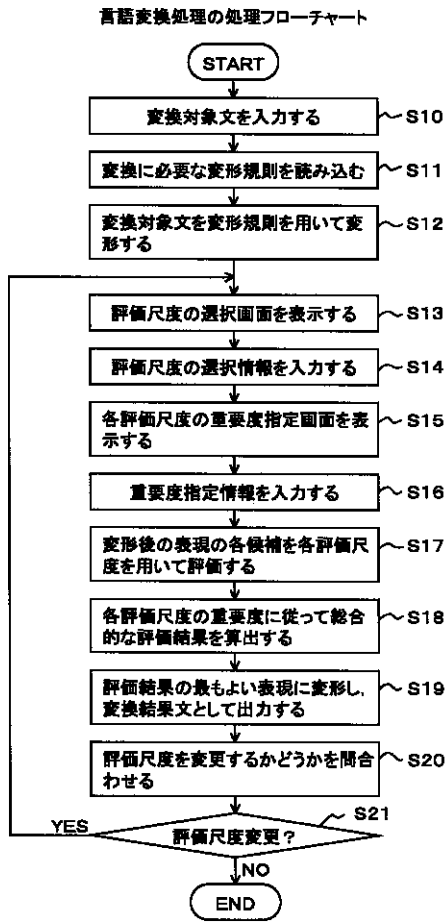 言語変換処理の処理フローチャート
START
変換対象文を入力する
S10
変換に必要な変形規則を読み込む
S11
変換対象文を変形規則を用いて変
形する
S12
評価尺度の選択画面を表示する
S13
評価尺度の選択情報を入力する
S14
各評価尺度の重要度指定画面を表
示する
S15
重要度指定情報を入力する
S16
変形後の表現の各候補を各評価尺
度を用いて評価する
S17
各評価尺度の重要度に従って総合
的な評価結果を算出する
S18
評価結果の最もよい表現に変形し、
変換結果文として出力する
S19
評価尺度を変更するかどうかを問合
わせる
S20
S21
YES
評価尺度変更？
NO
END